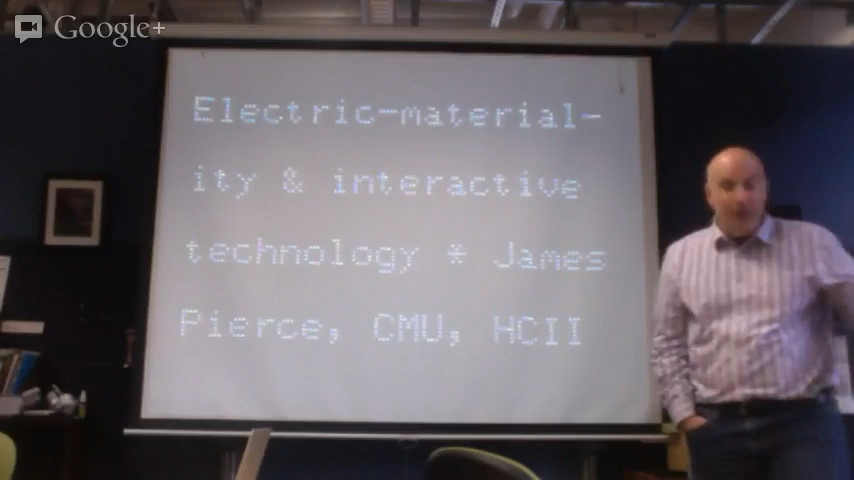 Google+
Electric-material-
ity & interactive
technology * James
Pierce, CMU, HCII